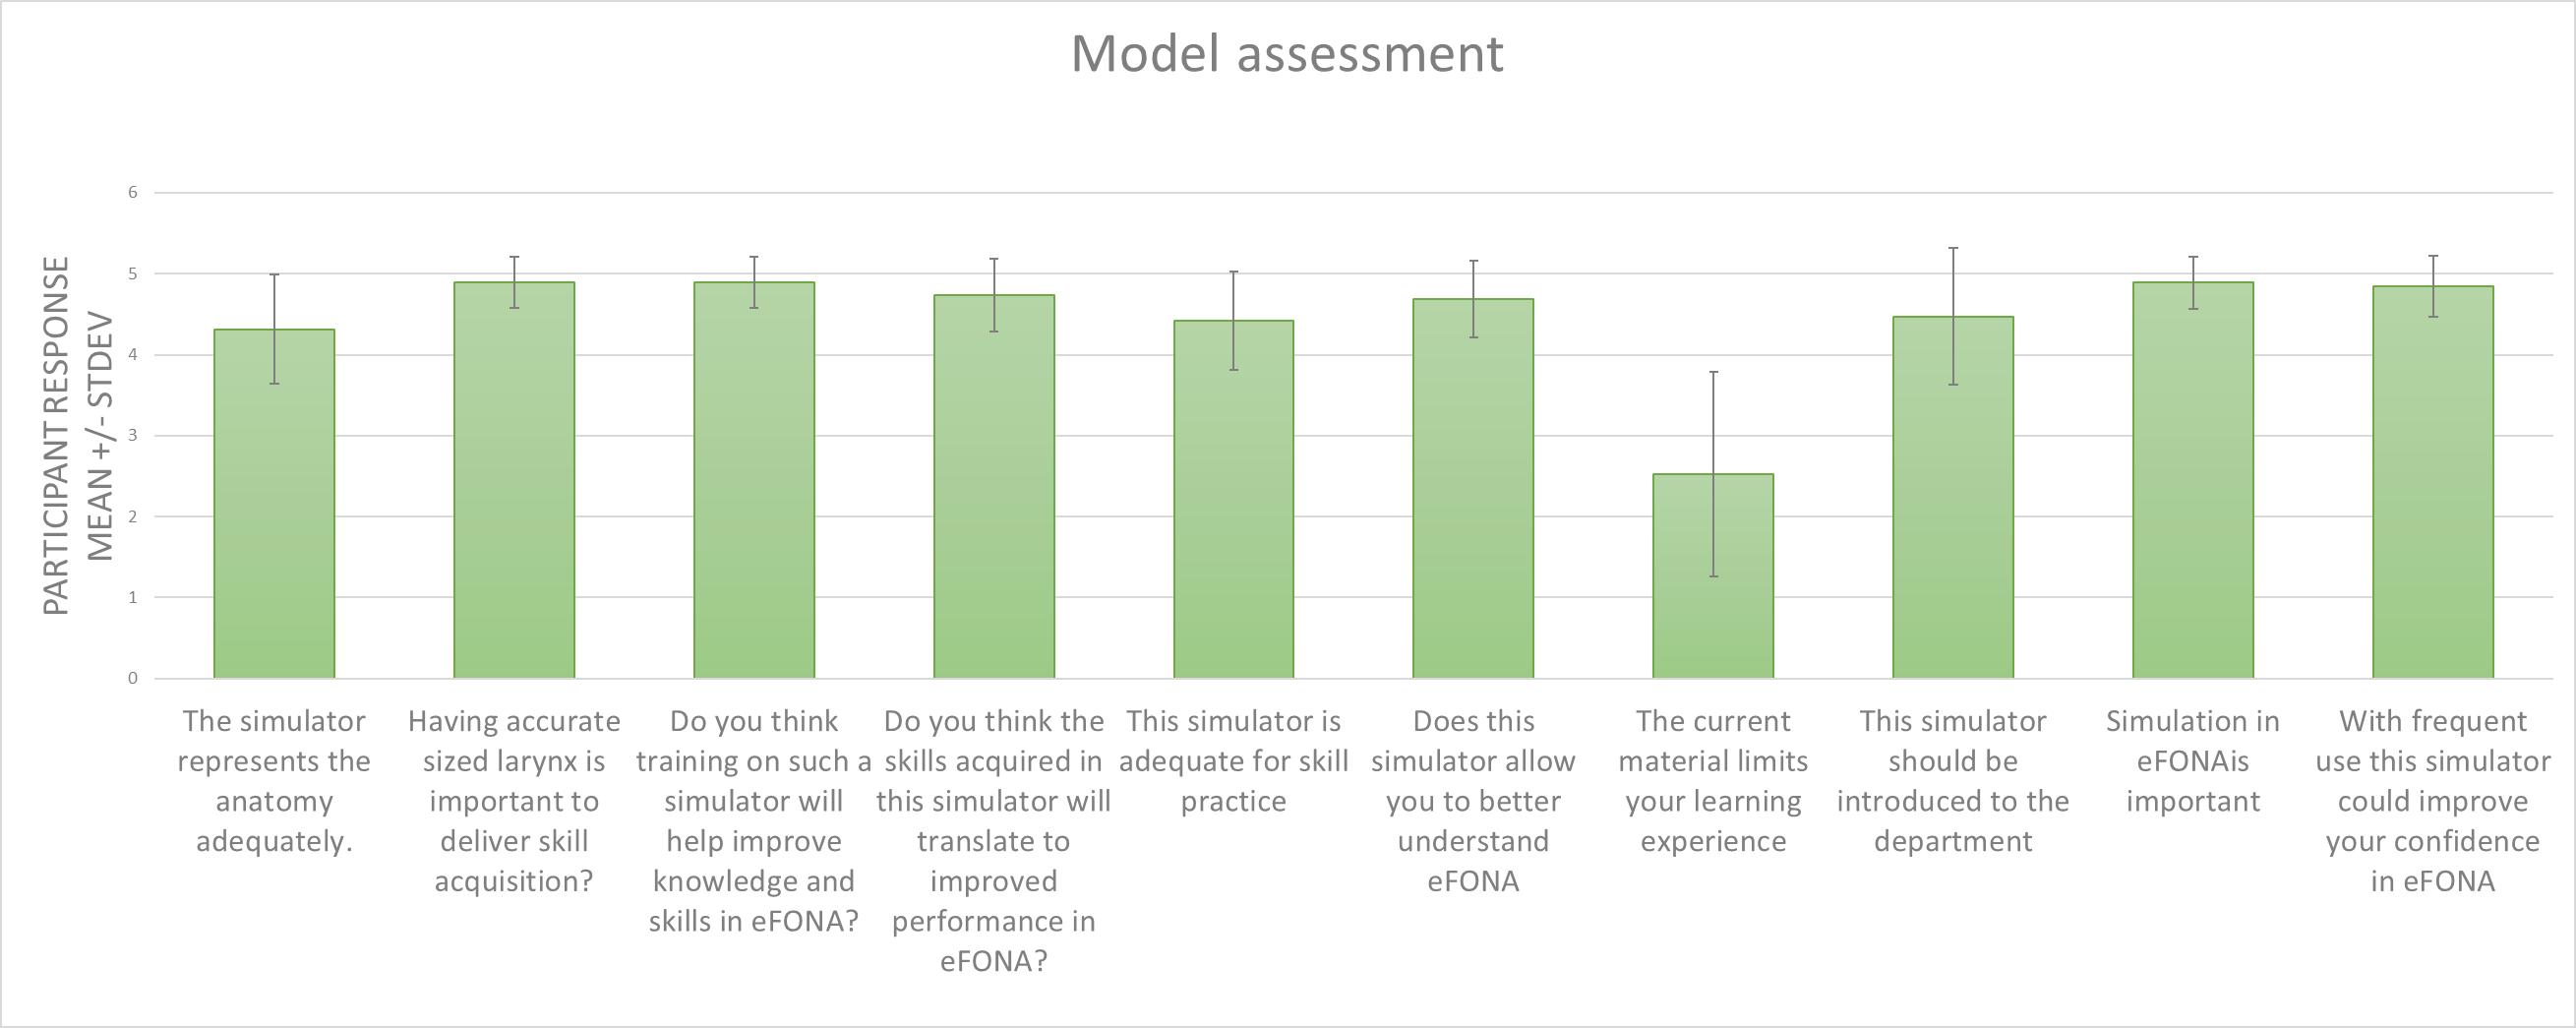 Model assessment
PARTICIPANT RESPONSE
MEAN +/- STDEV
6
5
4
3
2
1
0
The simulator
represents the
anatomy
adequately.
Having accurate
sized larynx is
important to
deliver skill
acquisition?
Do you think
training on such a
simulator will
help improve
knowledge and
skills in eFONA?
Do you think the
skills acquired in
this simulator will
translate to
improved
performance in
eFONA?
This simulator is
adequate for skill
practice
Does this
simulator allow
you to better
understand
eFONA
The current
material limits
your learning
experience
This simulator
should be
introduced to the
department
Simulation in
eFONAis
important
With frequent
use this simulator
could improve
your confidence
in eFONA